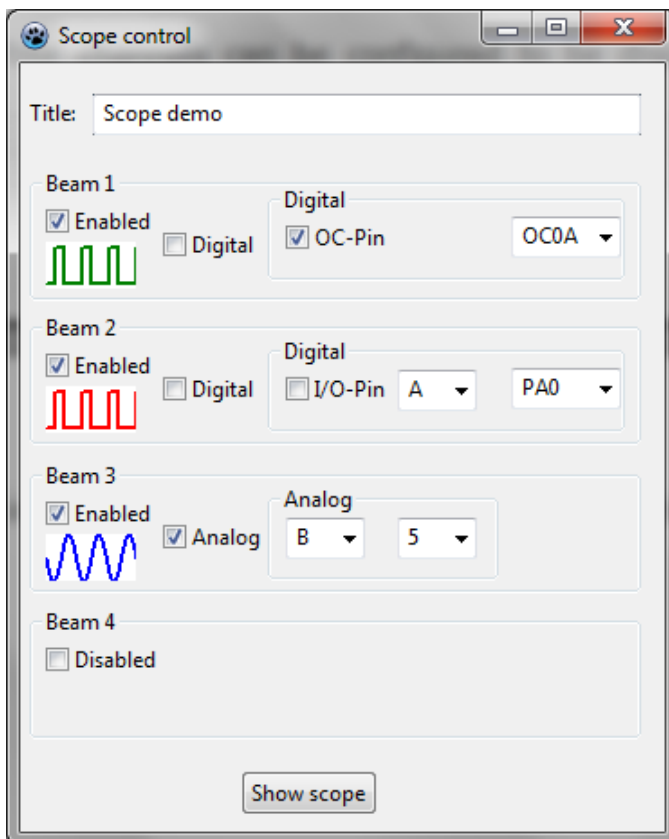 Scope control
Title: Scope demo
Beam 1
Enabled
Digital
Digital
OC-Pin OC0A
Beam 2
Enabled
Digital
Digital
I/O-Pin A PA0
Beam 3
Enabled
Analog
Analog
B 5
Beam 4
Disabled
Show scope